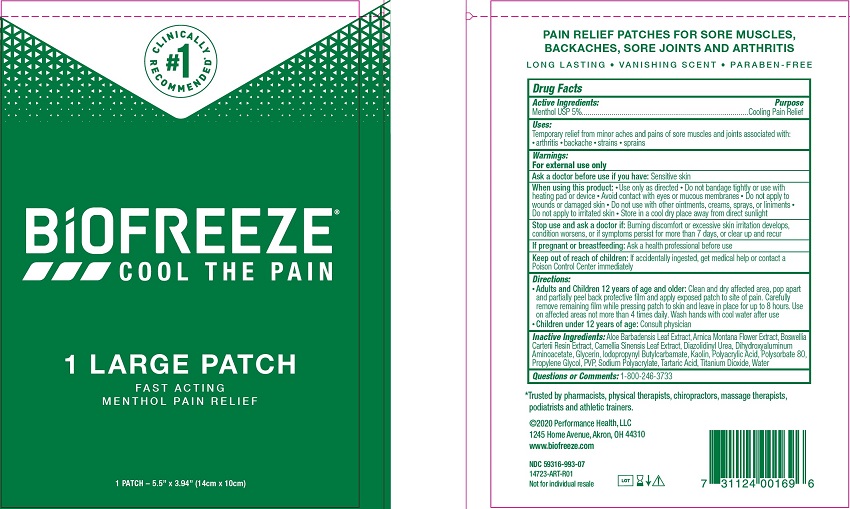 CLINICALLY
#1
RECOMMENDED*
BIOFREEZE®
COOL THE PAIN
1 LARGE PATCH
FAST ACTING
MENTHOL PAIN RELIEF
1 PATCH – 5.5" x 3.94" (14cm x 10cm)
PAIN RELIEF PATCHES FOR SORE MUSCLES,
BACKACHES, SORE JOINTS AND ARTHRITIS
LONG LASTING • VANISHING SCENT • PARABEN-FREE
Drug Facts
Active Ingredients: Purpose
Menthol USP 5%......Cooling Pain Relief
Uses:
Temporary relief from minor aches and pains of sore muscles and joints associated with:
• arthritis • backache • strains • sprains
Warnings:
For external use only
Ask a doctor before use if you have: Sensitive skin
When using this product: • Use only as directed • Do not bandage tightly or use with
heating pad or device • Avoid contact with eyes or mucous membranes • Do not apply to
wounds or damaged skin • Do not use with other ointments, creams, sprays, or liniments •
Do not apply to irritated skin • Store in a cool dry place away from direct sunlight
Stop use and ask a doctor if: Burning discomfort or excessive skin irritation develops,
condition worsens, or if symptoms persist for more than 7 days, or clear up and recur
If pregnant or breastfeeding: Ask a health professional before use
Keep out of reach of children: If accidentally ingested, get medical help or contact a
Poison Control Center immediately
Directions:
• Adults and Children 12 years of age and older: Clean and dry affected area, pop apart
and partially peel back protective film and apply exposed patch to site of pain. Carefully
remove remaining film while pressing patch to skin and leave in place for up to 8 hours. Use
on affected areas not more than 4 times daily. Wash hands with cool water after use
• Children under 12 years of age: Consult physician
Inactive Ingredients: Aloe Barbadensis Leaf Extract, Arnica Montana Flower Extract, Boswellia
Carterii Resin Extract, Camellia Sinensis Leaf Extract, Diazolidinyl Urea, Dihydroxyaluminum
Aminoacetate, Glycerin, Iodopropynyl Butylcarbamate, Kaolin, Polyacrylic Acid, Polysorbate 80,
Propylene Glycol, PVP, Sodium Polyacrylate, Tartaric Acid, Titanium Dioxide, Water
Questions or Comments: 1-800-246-3733
*Trusted by pharmacists, physical therapists, chiropractors, massage therapists,
podiatrists and athletic trainers.
©2020 Performance Health, LLC
1245 Home Avenue, Akron, OH 44310
www.biofreeze.com
NDC 59316-993-07
14723-ART-R01
Not for individual resale
LOT
7 31124 00169 6